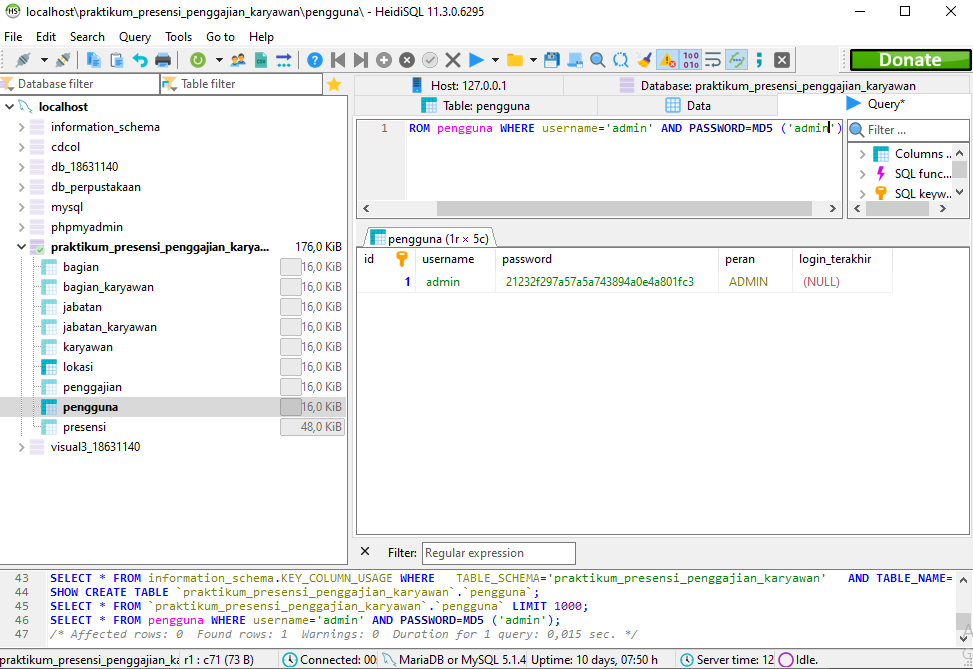 localhost\praktikum_presensi_penggajian_karyawan\pengguna\ - HeidiSQL 11.3.0.6295
File Edit Search Query Tools Go to Help
Donate
Database filter
Table filter
Host: 127.0.0.1
Database: praktikum_presensi_penggajian_karyawan
Table: pengguna
Data
Query*
localhost
information_schema
cdcol
db_18631140
db_perpustakaan
mysql
phpmyadmin
praktikum_presensi_penggajian_karya... 176,0 KiB
bagian 16,0 KiB
bagian_karyawan 16,0 KiB
jabatan 16,0 KiB
jabatan_karyawan 16,0 KiB
karyawan 16,0 KiB
lokasi 16,0 KiB
penggajian 16,0 KiB
pengguna 16,0 KiB
presensi 48,0 KiB
visual3_18631140
1 ROM pengguna WHERE username='admin' AND PASSWORD=MD5 ('admin')
Filter ...
Columns ..
SQL func...
SQL keyw..
pengguna (1r × 5c)
id username password peran login_terakhir
1 admin 21232f297a57a5a743894a0e4a801fc3 ADMIN (NULL)
Filter: Regular expression
43 SELECT * FROM information_schema.KEY_COLUMN_USAGE WHERE TABLE_SCHEMA='praktikum_presensi_penggajian_karyawan' AND TABLE_NAME=
44 SHOW CREATE TABLE `praktikum_presensi_penggajian_karyawan`.`pengguna`;
45 SELECT * FROM `praktikum_presensi_penggajian_karyawan`.`pengguna` LIMIT 1000;
46 SELECT * FROM pengguna WHERE username='admin' AND PASSWORD=MD5 ('admin');
47 /* Affected rows: 0 Found rows: 1 Warnings: 0 Duration for 1 query: 0,015 sec. */
praktikum_presensi_penggajian_ka r1 : c71 (73 B) Connected: 00: MariaDB or MySQL 5.1.4 Uptime: 10 days, 07:50 h Server time: 12 Idle.